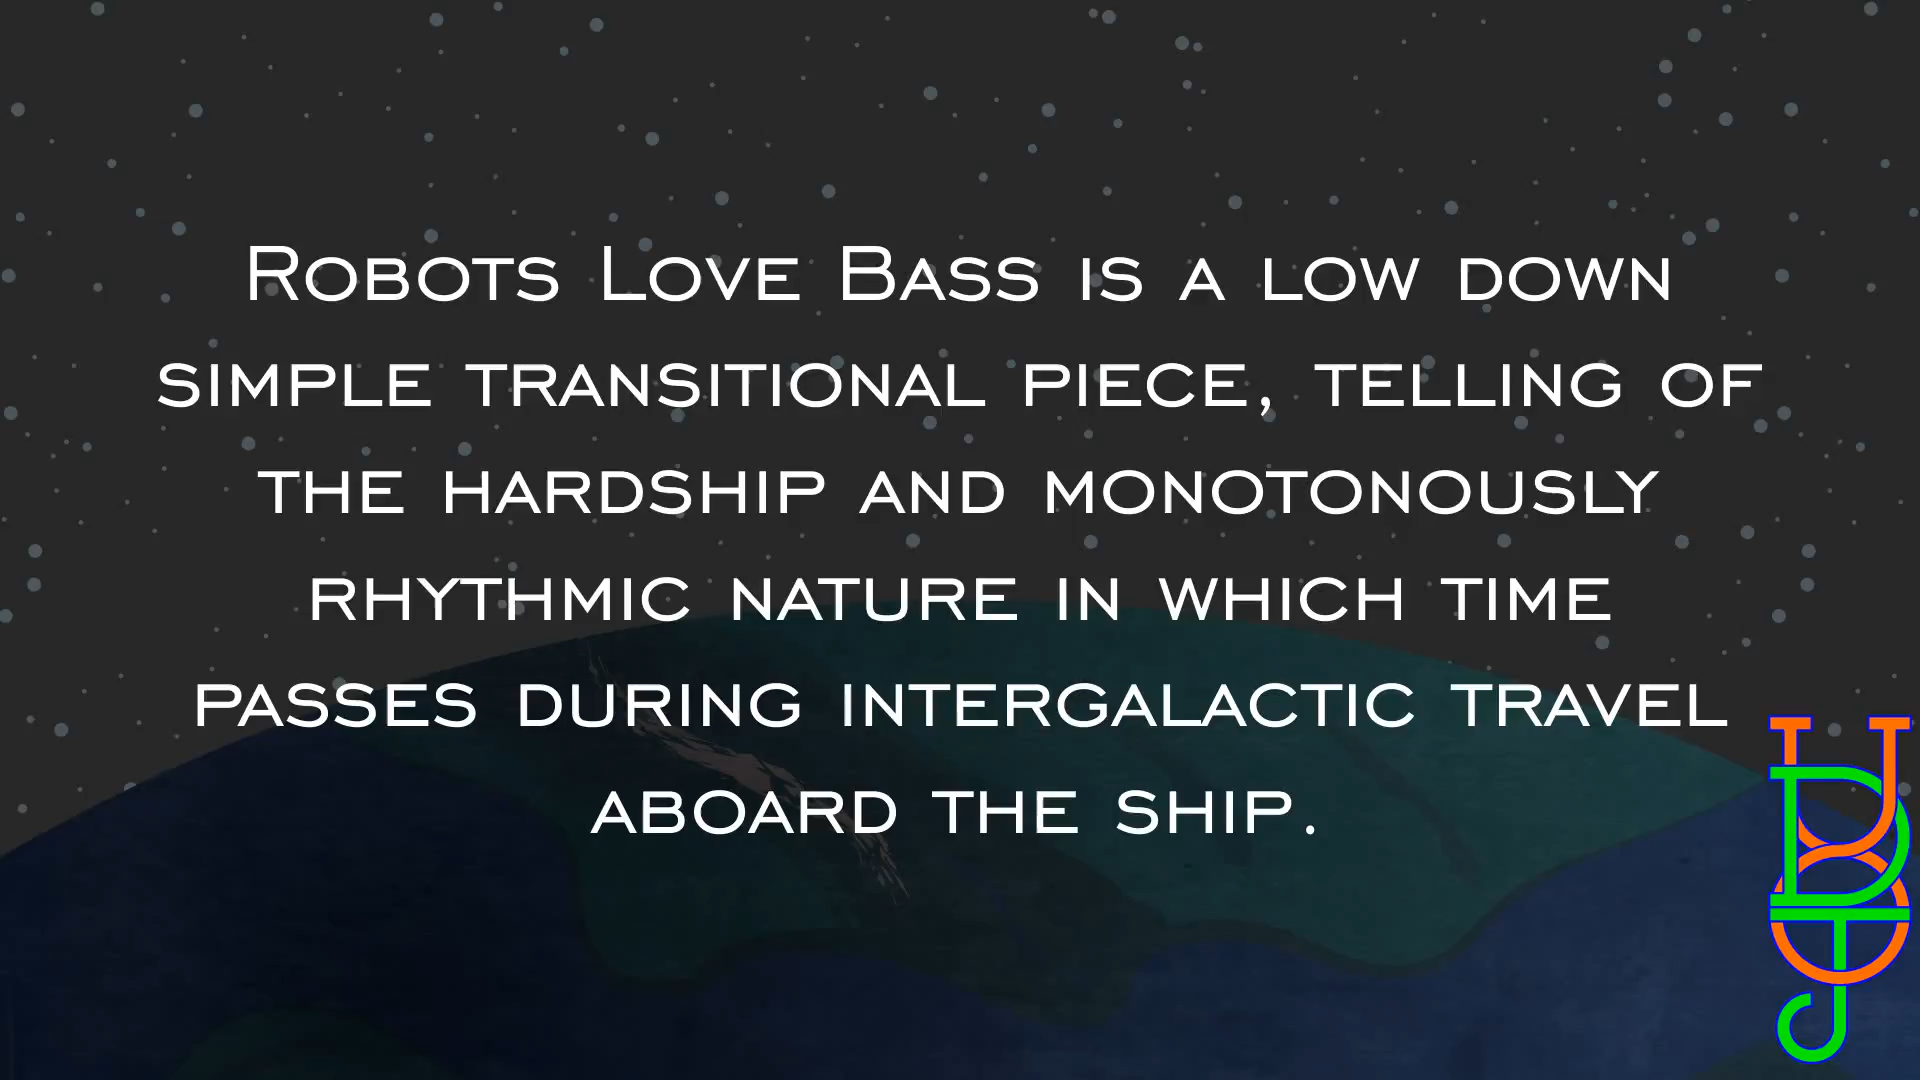 Robots Love Bass is a low down
simple transitional piece, telling of
the hardship and monotonously
rhythmic nature in which time
passes during intergalactic travel
aboard the ship.